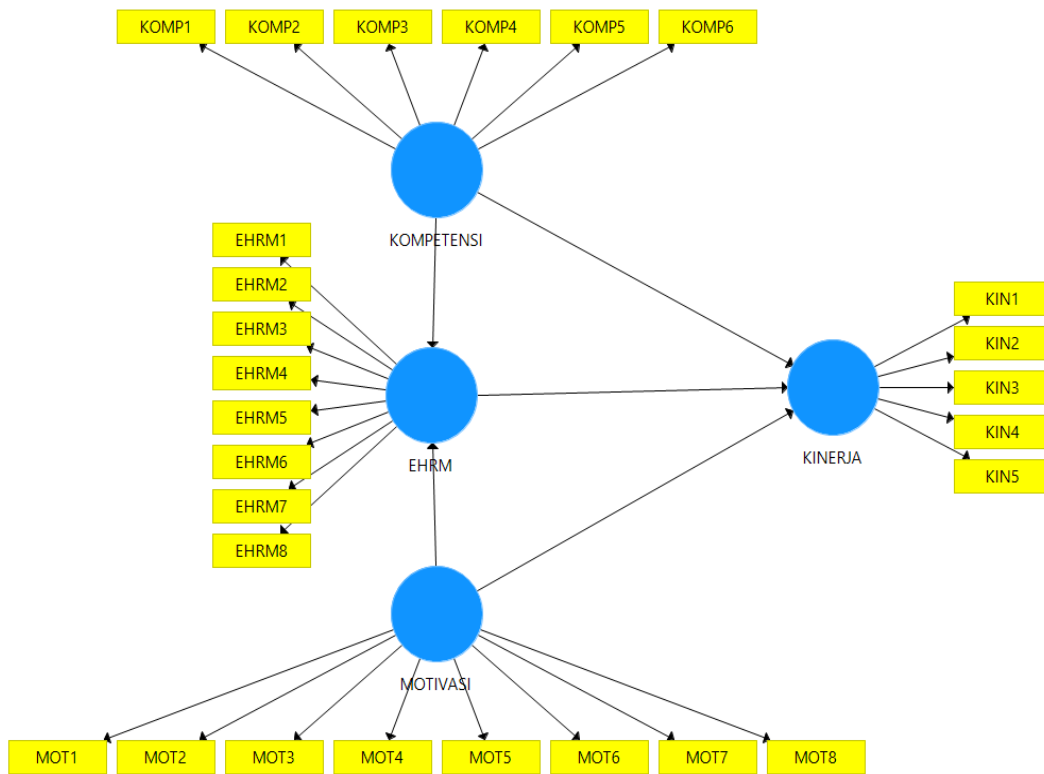 KOMP1 KOMP2 KOMP3 KOMP4 KOMP5 KOMP6
KOMPETENSI
EHRM1
EHRM2
EHRM3
EHRM4
EHRM5
EHRM6
EHRM7
EHRM8
EHRM
KIN1
KIN2
KIN3
KIN4
KIN5
KINERJA
MOTIVASI
MOT1 MOT2 MOT3 MOT4 MOT5 MOT6 MOT7 MOT8